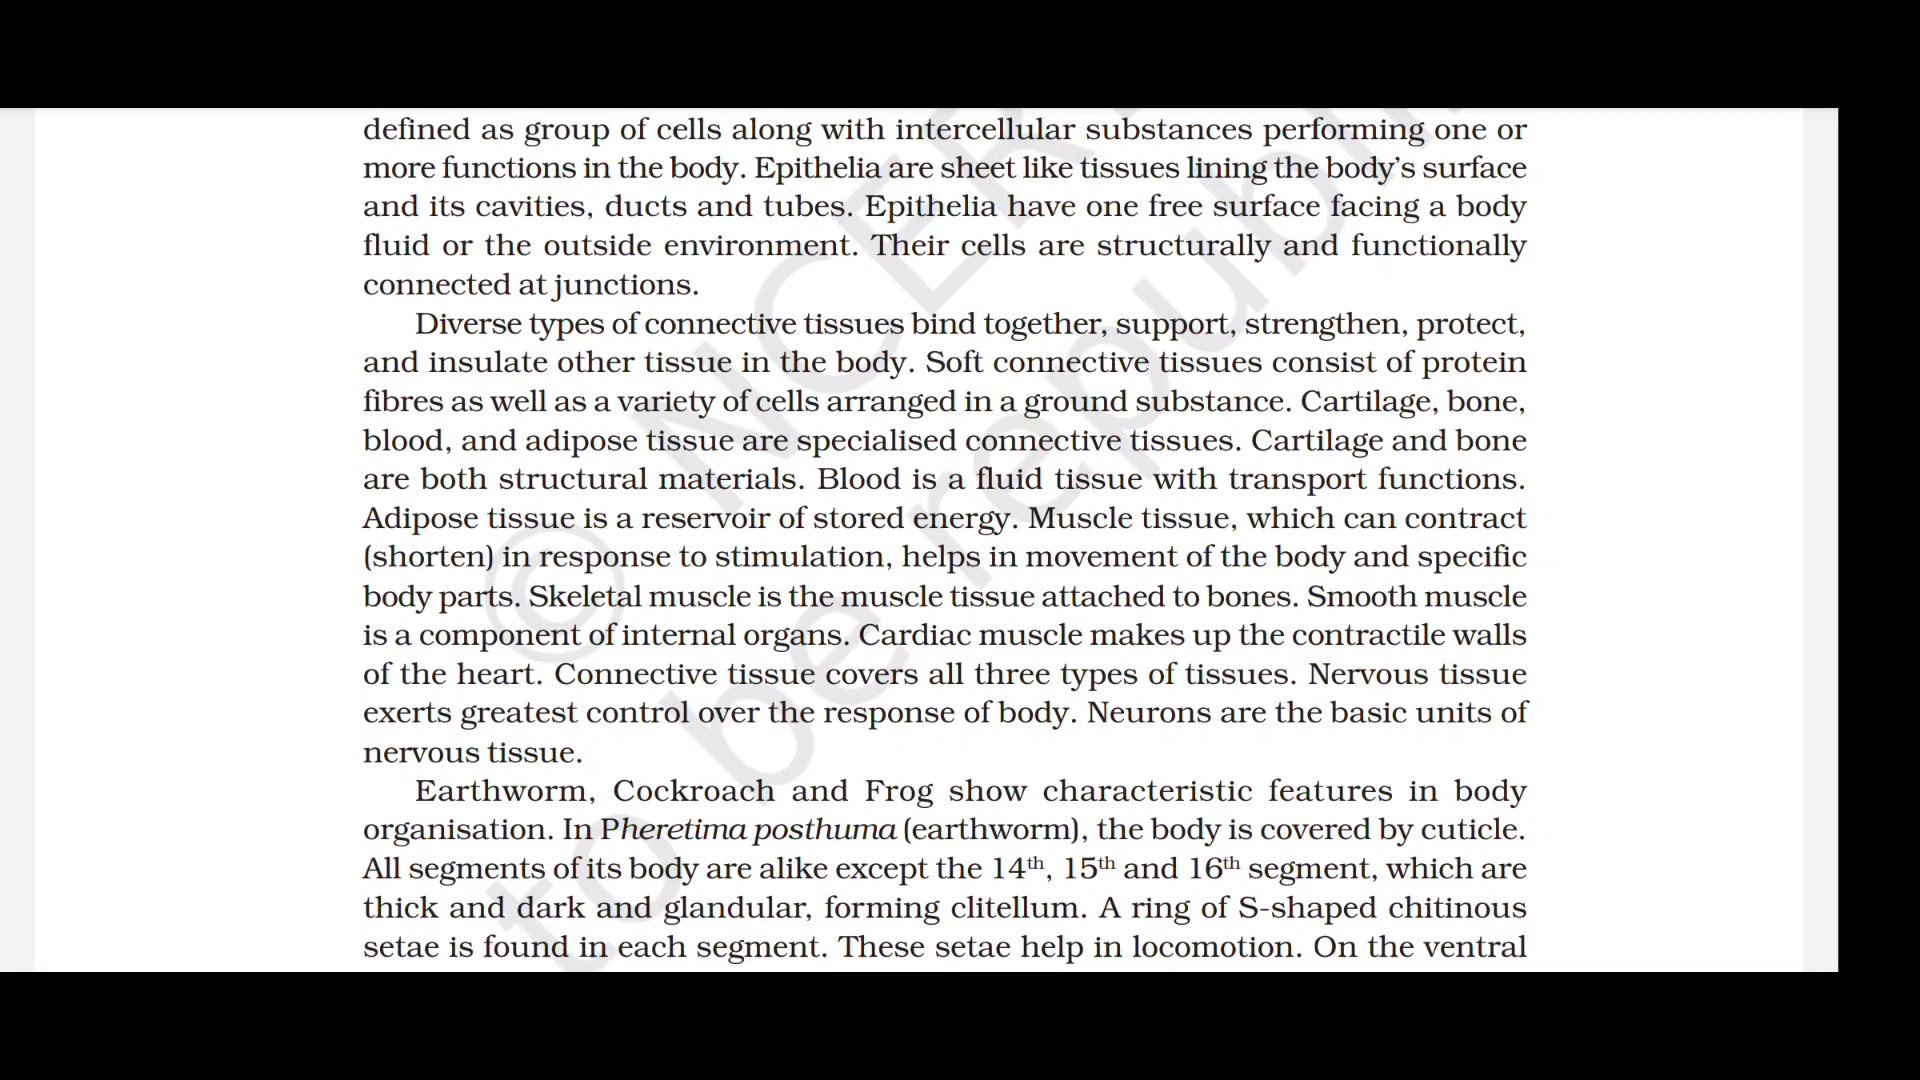 defined as group of cells along with intercellular substances performing one or
more functions in the body. Epithelia are sheet like tissues lining the body’s surface
and its cavities, ducts and tubes. Epithelia have one free surface facing a body
fluid or the outside environment. Their cells are structurally and functionally
connected at junctions.
Diverse types of connective tissues bind together, support, strengthen, protect,
and insulate other tissue in the body. Soft connective tissues consist of protein
fibres as well as a variety of cells arranged in a ground substance. Cartilage, bone,
blood, and adipose tissue are specialised connective tissues. Cartilage and bone
are both structural materials. Blood is a fluid tissue with transport functions.
Adipose tissue is a reservoir of stored energy. Muscle tissue, which can contract
(shorten) in response to stimulation, helps in movement of the body and specific
body parts. Skeletal muscle is the muscle tissue attached to bones. Smooth muscle
is a component of internal organs. Cardiac muscle makes up the contractile walls
of the heart. Connective tissue covers all three types of tissues. Nervous tissue
exerts greatest control over the response of body. Neurons are the basic units of
nervous tissue.
Earthworm, Cockroach and Frog show characteristic features in body
organisation. In Pheretima posthuma (earthworm), the body is covered by cuticle.
All segments of its body are alike except the 14th, 15th and 16th segment, which are
thick and dark and glandular, forming clitellum. A ring of S-shaped chitinous
setae is found in each segment. These setae help in locomotion. On the ventral
© NCER
to be republi